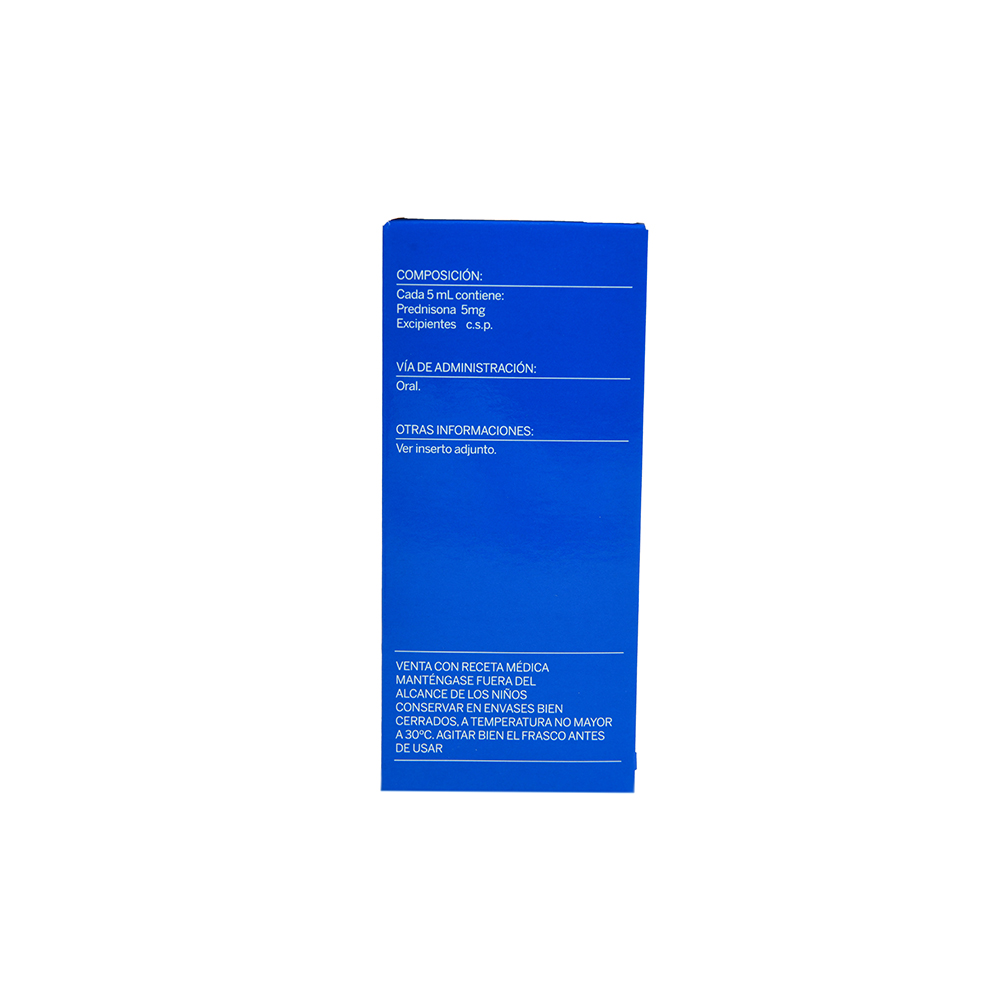 COMPOSICIÓN:
Cada 5 mL contiene:
Prednisona 5mg
Excipientes c.s.p.
VÍA DE ADMINISTRACIÓN:
Oral.
OTRAS INFORMACIONES:
Ver inserto adjunto.
VENTA CON RECETA MÉDICA
MANTÉNGASE FUERA DEL
ALCANCE DE LOS NIÑOS
CONSERVAR EN ENVASES BIEN
CERRADOS, A TEMPERATURA NO MAYOR
A 30ºC. AGITAR BIEN EL FRASCO ANTES
DE USAR